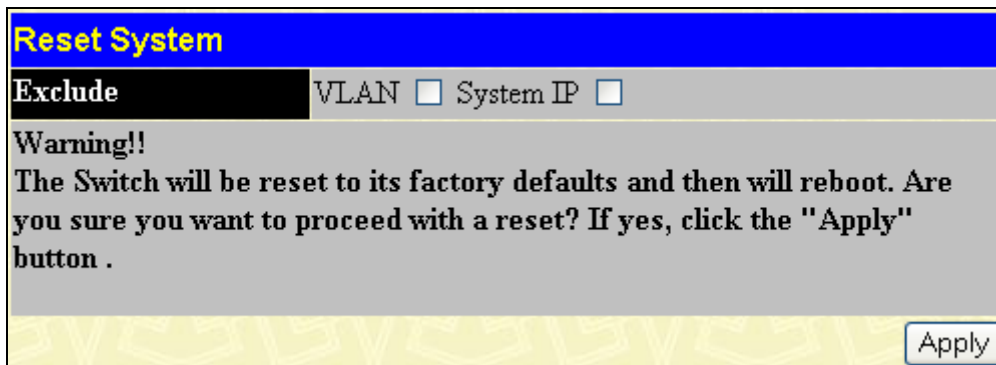 Reset System
Exclude VLAN System IP
Warning!!
The Switch will be reset to its factory defaults and then will reboot. Are
you sure you want to proceed with a reset? If yes, click the "Apply"
button .
Apply